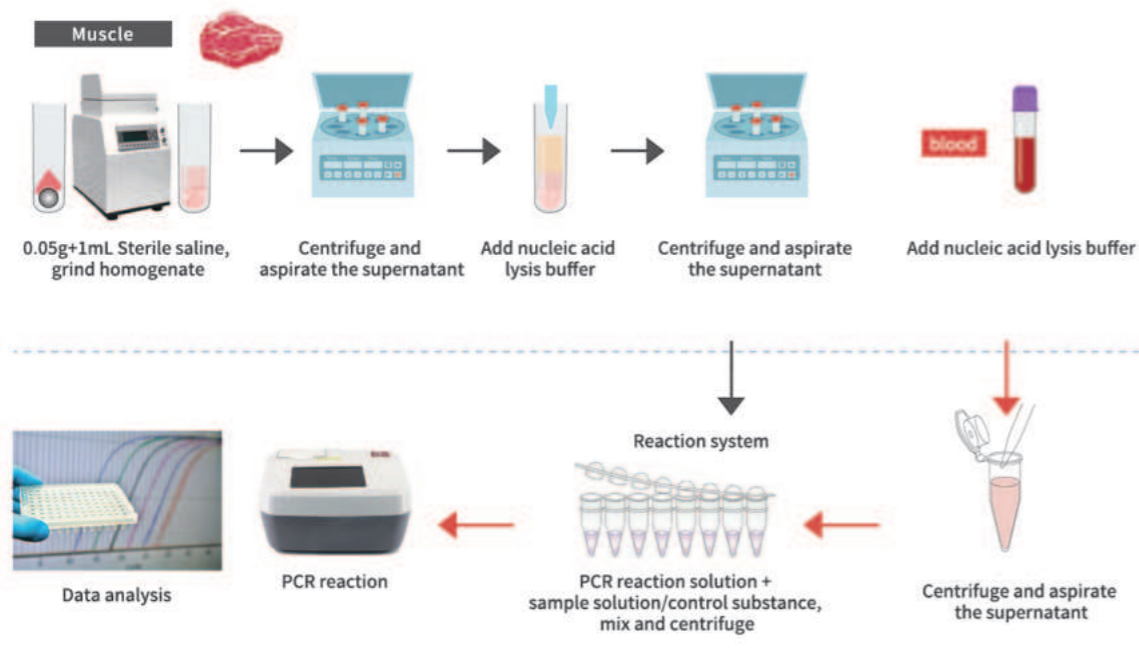 Muscle
blood
0.05g+1mL Sterile saline,
grind homogenate
Centrifuge and
aspirate the supernatant
Add nucleic acid
lysis buffer
Centrifuge and aspirate
the supernatant
Add nucleic acid lysis buffer
Reaction system
Data analysis
PCR reaction
PCR reaction solution +
sample solution/control substance,
mix and centrifuge
Centrifuge and aspirate
the supernatant